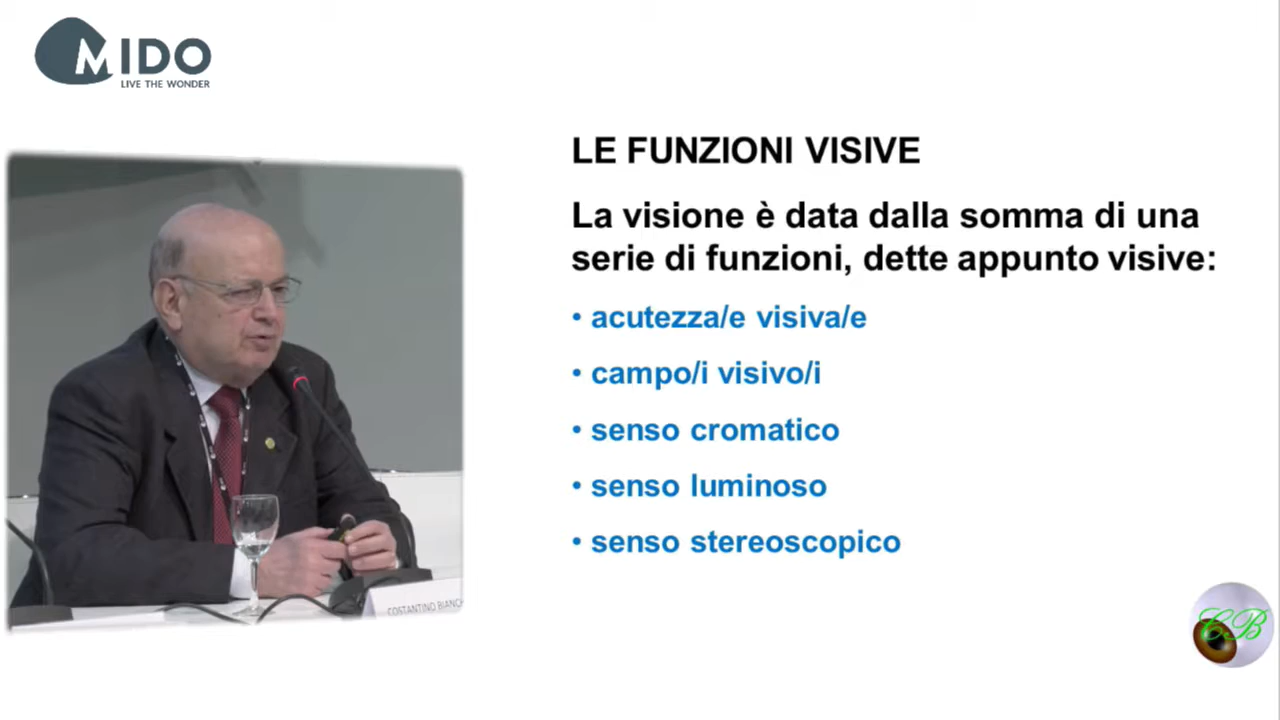 MIDO
LIVE THE WONDER
LE FUNZIONI VISIVE
La visione è data dalla somma di una
serie di funzioni, dette appunto visive:
• acutezza/e visiva/e
• campo/i visivo/i
• senso cromatico
• senso luminoso
• senso stereoscopico
COSTANTINO BIANCH
CB